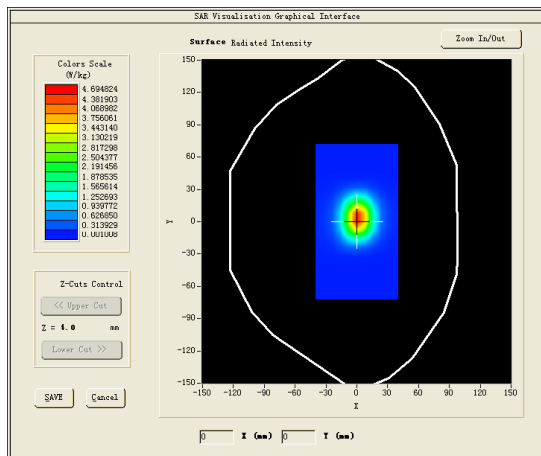 SAR Visualisation Graphical Interface
Surface Radiated Intensity
Zoom In/Out
Colors Scale
(W/kg)
4.694824
4.381903
4.068982
3.756061
3.443140
3.130219
2.817298
2.504377
2.191456
1.878535
1.565614
1.252693
0.939772
0.626850
0.313929
0.001008
Z-Cuts Control
<< Upper Cut
Z = 4.0 mm
Lower Cut >>
SAVE Cancel
150
120
90
60
30
0
-30
-60
-90
-120
-150
Y
-150 -120 -90 -60 -30 0 30 60 90 120 150
X
0 X (mm) 0 Y (mm)